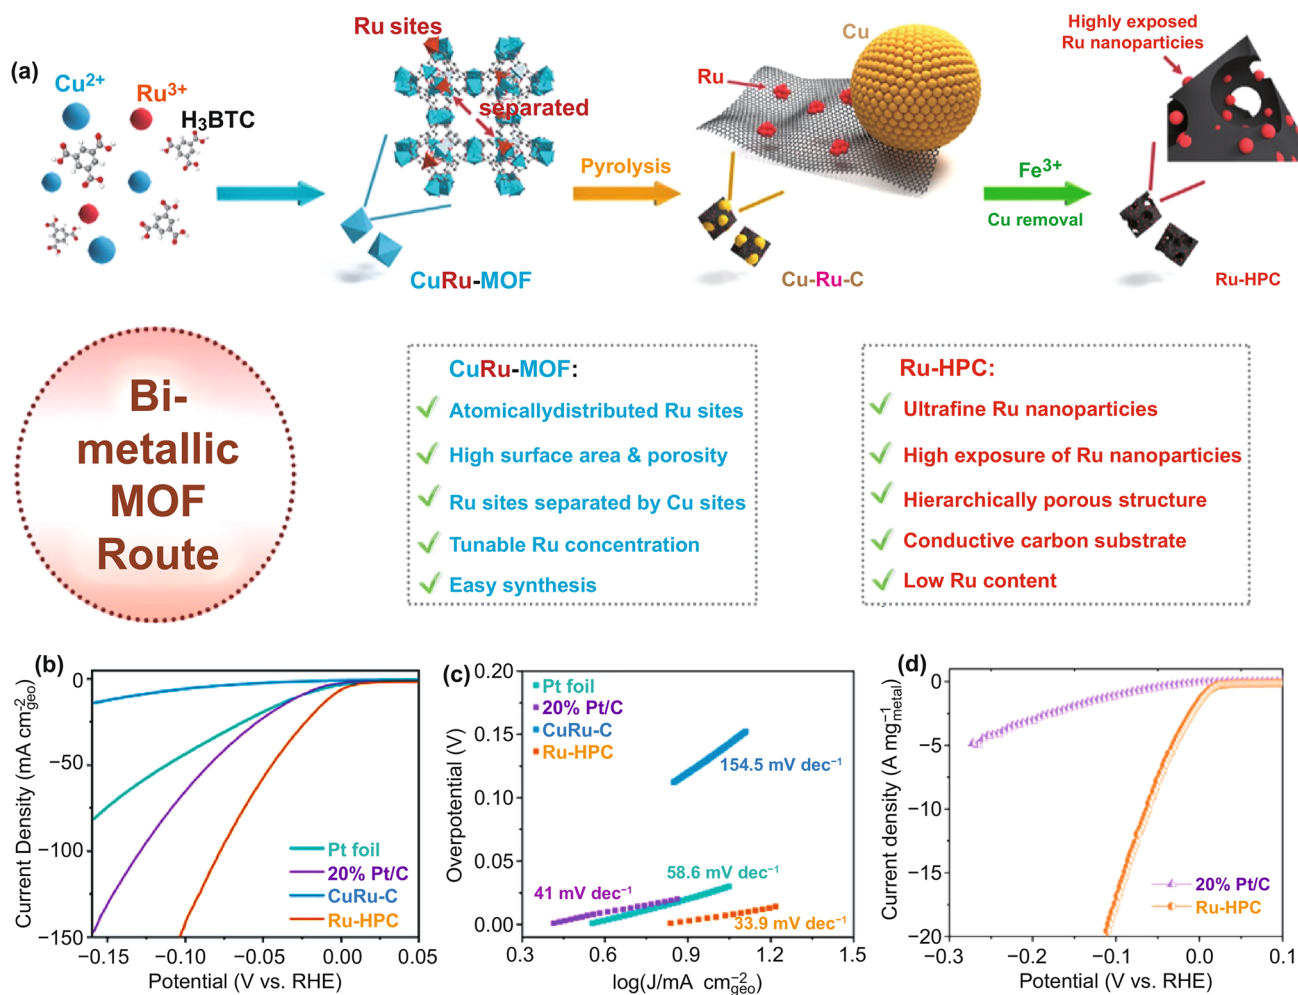 (a)
Cu2+
Ru3+
H3BTC
Ru sites
separated
CuRu-MOF
Pyrolysis
Cu
Ru
Cu-Ru-C
Fe3+
Cu removal
Highly exposed
Ru nanoparticies
Ru-HPC
Bi-
metallic
MOF
Route
CuRu-MOF:
Atomicallydistributed Ru sites
High surface area & porosity
Ru sites separated by Cu sites
Tunable Ru concentration
Easy synthesis
Ru-HPC:
Ultrafine Ru nanoparticies
High exposure of Ru nanoparticies
Hierarchically porous structure
Conductive carbon substrate
Low Ru content
(b)
Current Density (mA cm−2geo)
0
−50
−100
−150
−0.15
−0.10
−0.05
0.00
0.05
Potential (V vs. RHE)
Pt foil
20% Pt/C
CuRu-C
Ru-HPC
(c)
Overpotential (V)
0.20
0.15
0.10
0.05
0.00
0.3
0.6
0.9
1.2
1.5
log(J/mA cm−2geo)
Pt foil
20% Pt/C
CuRu-C
Ru-HPC
154.5 mV dec−1
58.6 mV dec−1
41 mV dec−1
33.9 mV dec−1
(d)
Current density (A mg−1metal)
0
−5
−10
−15
−20
−0.3
−0.2
−0.1
0.0
0.1
Potential (V vs. RHE)
20% Pt/C
Ru-HPC